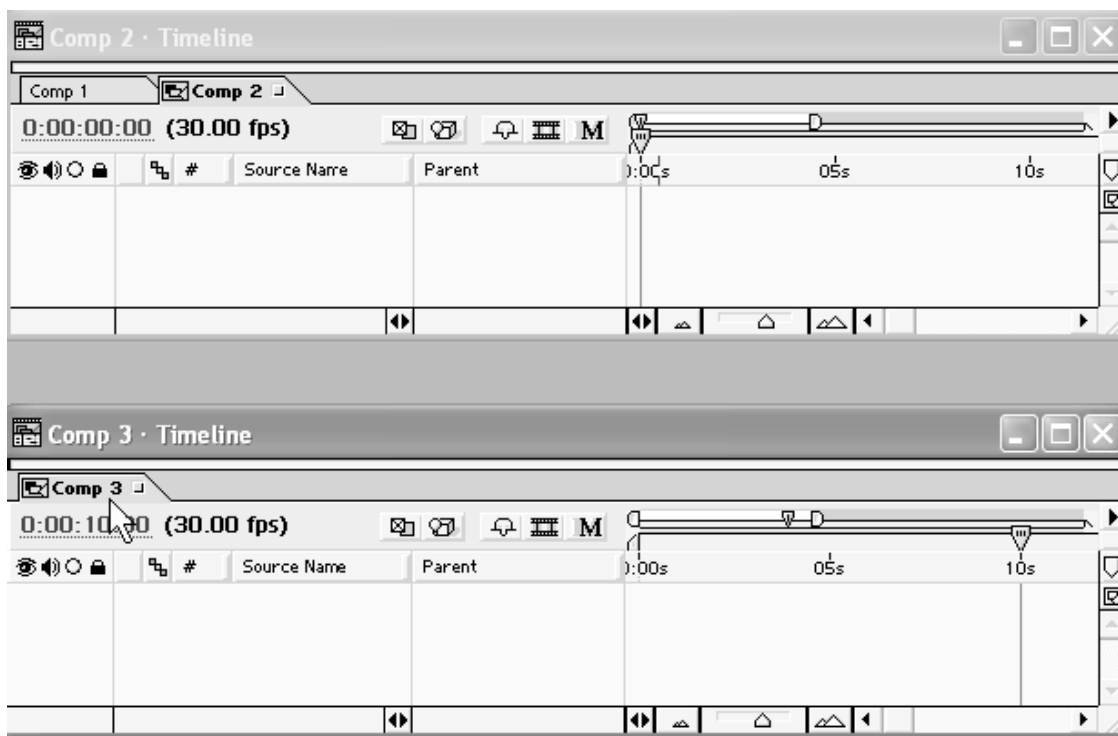 Comp 2 · Timeline
Comp 1 Comp 2
0:00:00:00 (30.00 fps) M
# Source Name Parent 05s 10s
Comp 3 · Timeline
Comp 3
(30.00 fps) M
# Source Name Parent 0:00s 05s 10s